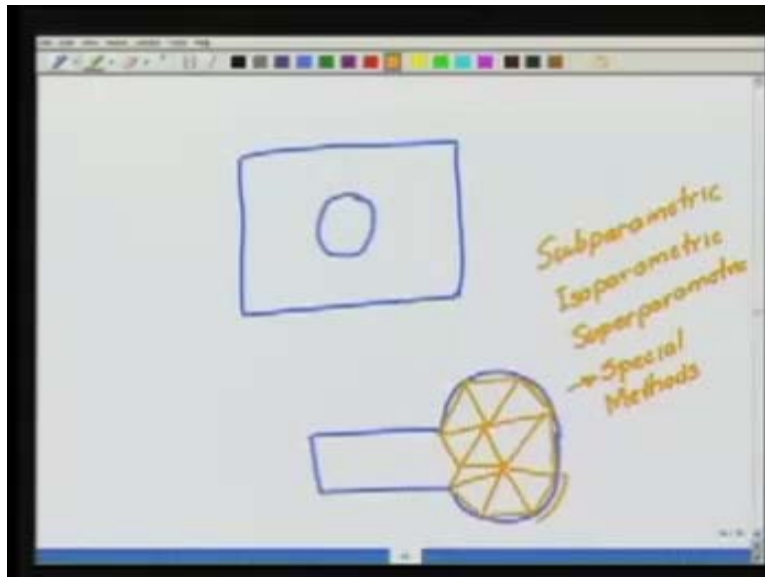 Subparametric
Isoparametric
Superparametric
→ Special
Methods